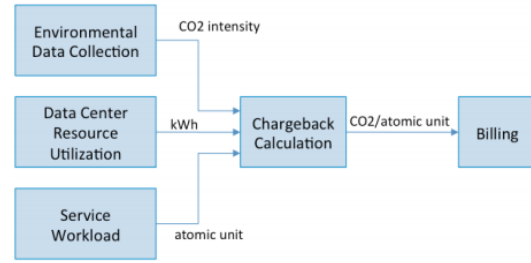 Environmental
Data Collection
CO2 intensity
Data Center
Resource
Utilization
kWh
Chargeback
Calculation
CO2/atomic unit
Billing
Service
Workload
atomic unit